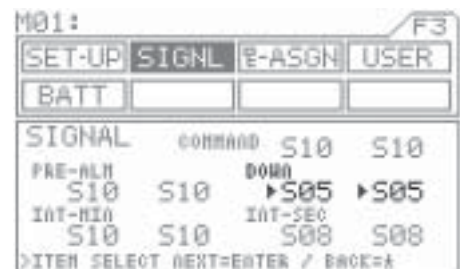 M01: F3
SET-UP SIGNL -ASGN USER
BATT
SIGNAL COMMAND S10 S10
PRE-ALM DOWN
S10 S10 ▶S05 ▶S05
INT-MIN INT-SEC
S10 S10 S08 S08
>ITEM SELECT NEXT=ENTER / BACK=